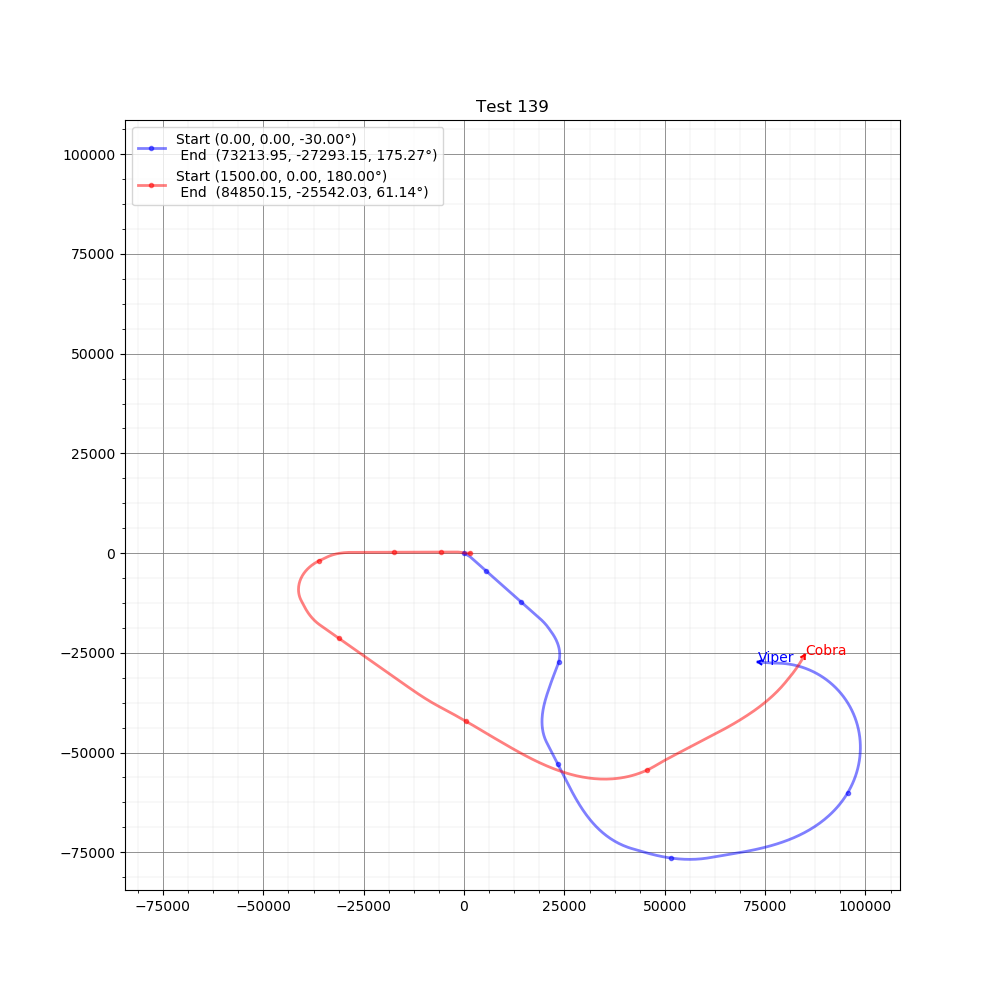 Test 139
Start (0.00, 0.00, -30.00°)
End  (73213.95, -27293.15, 175.27°)
Start (1500.00, 0.00, 180.00°)
End  (84850.15, -25542.03, 61.14°)
100000
75000
50000
25000
0
−25000
−50000
−75000
Cobra
Viper
−75000 −50000 −25000 0 25000 50000 75000 100000